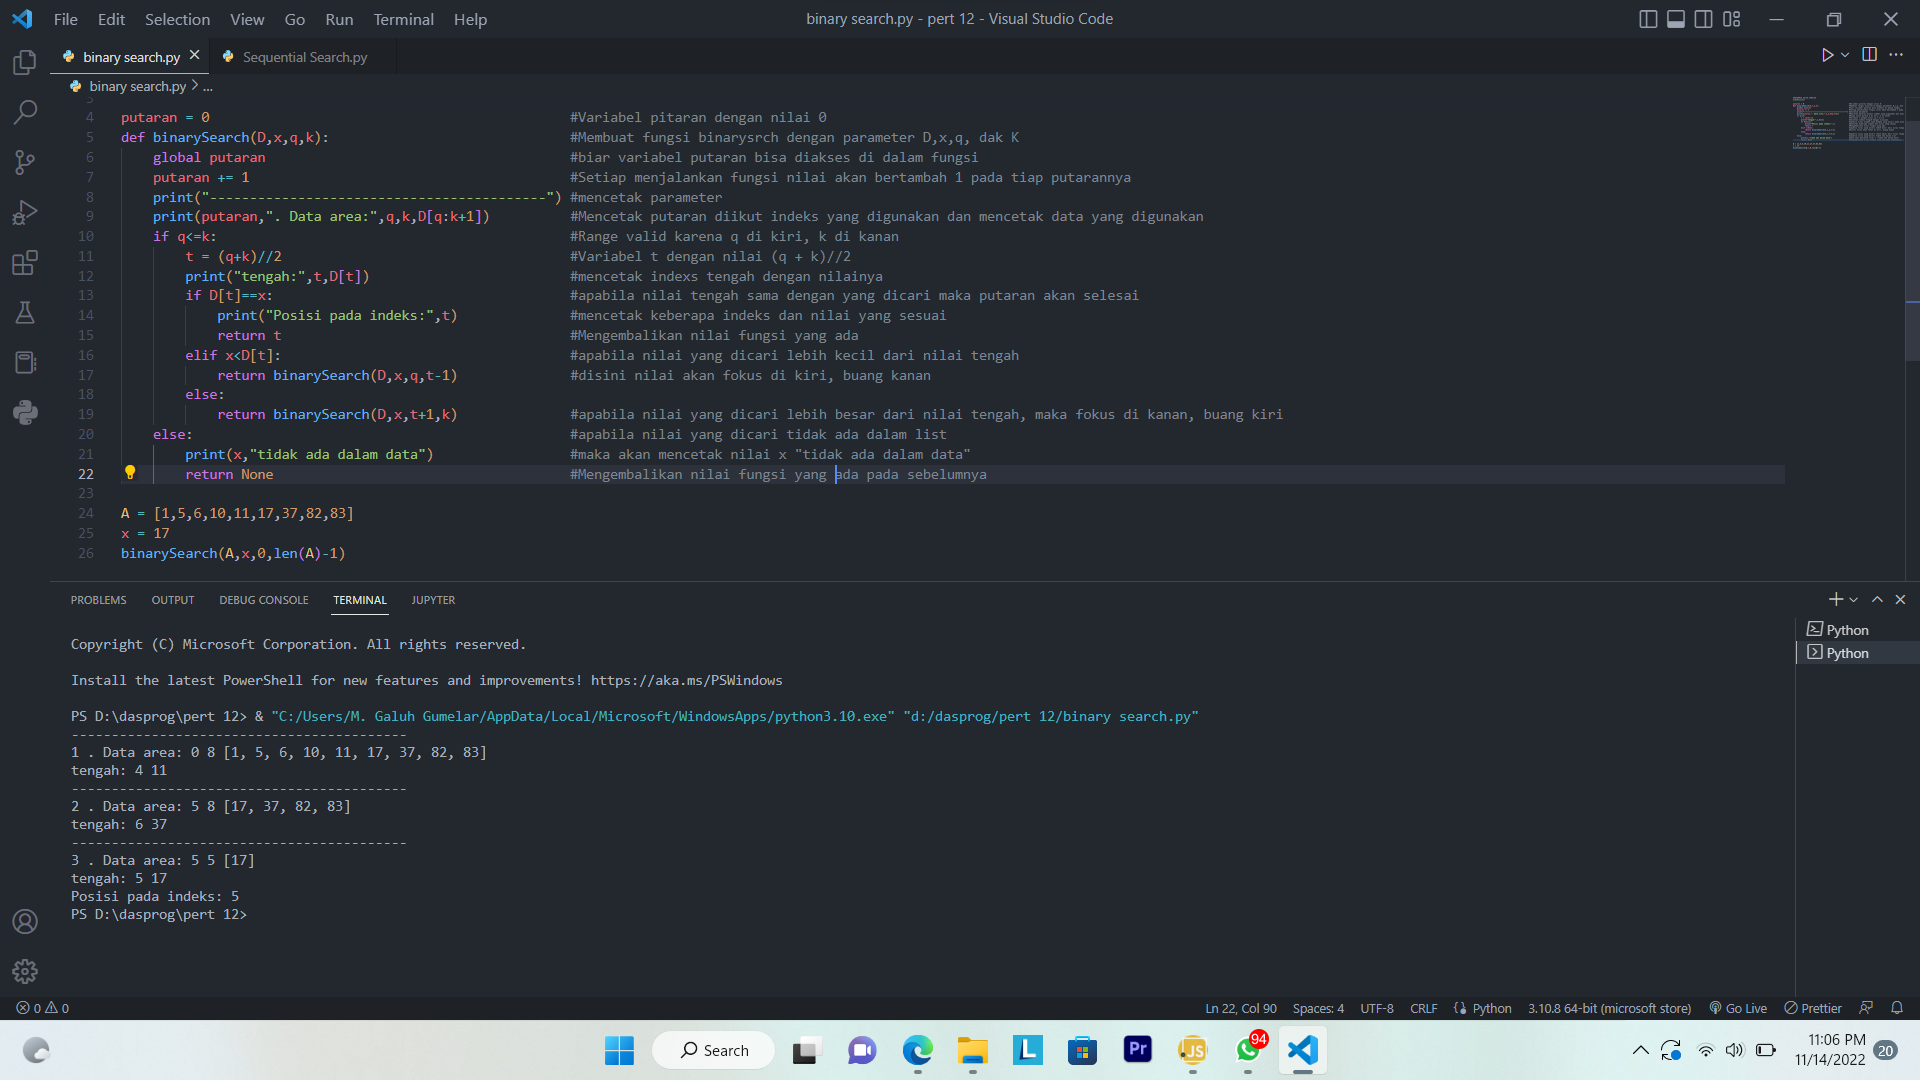 File Edit Selection View Go Run Terminal Help
binary search.py - pert 12 - Visual Studio Code
binary search.py
Sequential Search.py
binary search.py > ...
3
4 putaran = 0 #Variabel pitaran dengan nilai 0
5 def binarySearch(D,x,q,k): #Membuat fungsi binarysrch dengan parameter D,x,q, dak K
6 global putaran #biar variabel putaran bisa diakses di dalam fungsi
7 putaran += 1 #Setiap menjalankan fungsi nilai akan bertambah 1 pada tiap putarannya
8 print("------------------------------------------") #mencetak parameter
9 print(putaran,". Data area:",q,k,D[q:k+1]) #Mencetak putaran diikut indeks yang digunakan dan mencetak data yang digunakan
10 if q<=k: #Range valid karena q di kiri, k di kanan
11 t = (q+k)//2 #Variabel t dengan nilai (q + k)//2
12 print("tengah:",t,D[t]) #mencetak indexs tengah dengan nilainya
13 if D[t]==x: #apabila nilai tengah sama dengan yang dicari maka putaran akan selesai
14 print("Posisi pada indeks:",t) #mencetak keberapa indeks dan nilai yang sesuai
15 return t #Mengembalikan nilai fungsi yang ada
16 elif x<D[t]: #apabila nilai yang dicari lebih kecil dari nilai tengah
17 return binarySearch(D,x,q,t-1) #disini nilai akan fokus di kiri, buang kanan
18 else:
19 return binarySearch(D,x,t+1,k) #apabila nilai yang dicari lebih besar dari nilai tengah, maka fokus di kanan, buang kiri
20 else: #apabila nilai yang dicari tidak ada dalam list
21 print(x,"tidak ada dalam data") #maka akan mencetak nilai x "tidak ada dalam data"
22 return None #Mengembalikan nilai fungsi yang ada pada sebelumnya
23
24 A = [1,5,6,10,11,17,37,82,83]
25 x = 17
26 binarySearch(A,x,0,len(A)-1)
PROBLEMS OUTPUT DEBUG CONSOLE TERMINAL JUPYTER
Python
Python
Copyright (C) Microsoft Corporation. All rights reserved.
Install the latest PowerShell for new features and improvements! https://aka.ms/PSWindows
PS D:\dasprog\pert 12> & "C:/Users/M. Galuh Gumelar/AppData/Local/Microsoft/WindowsApps/python3.10.exe" "d:/dasprog/pert 12/binary search.py"
------------------------------------------
1 . Data area: 0 8 [1, 5, 6, 10, 11, 17, 37, 82, 83]
tengah: 4 11
------------------------------------------
2 . Data area: 5 8 [17, 37, 82, 83]
tengah: 6 37
------------------------------------------
3 . Data area: 5 5 [17]
tengah: 5 17
Posisi pada indeks: 5
PS D:\dasprog\pert 12>
0 0 Ln 22, Col 90 Spaces: 4 UTF-8 CRLF Python 3.10.8 64-bit (microsoft store) Go Live Prettier
Search
Pr
JS
94
11:06 PM
11/14/2022
20